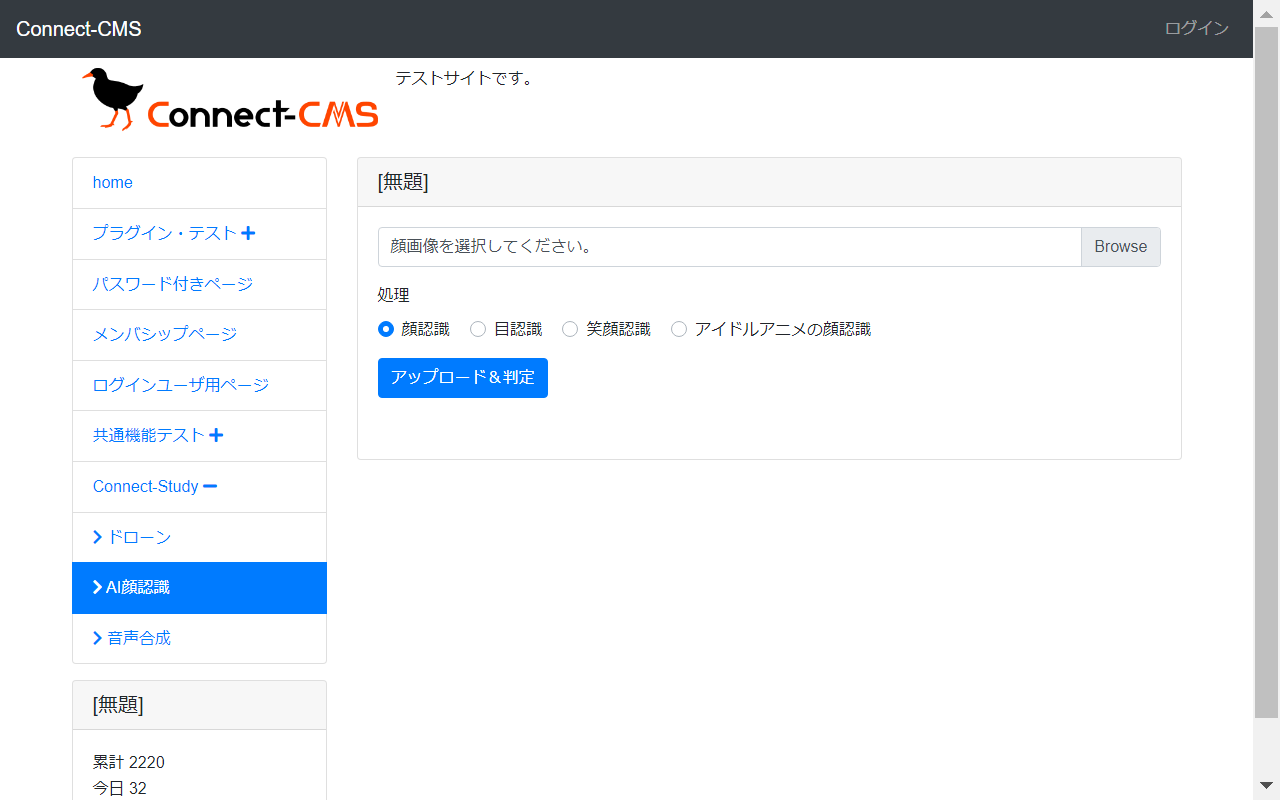 Connect-CMS
ログイン
Connect-CMS
テストサイトです。
home
プラグイン・テスト
パスワード付きページ
メンバシップページ
ログインユーザ用ページ
共通機能テスト
Connect-Study
ドローン
AI顔認識
音声合成
[無題]
累計 2220
今日 32
[無題]
顔画像を選択してください。 Browse
処理
顔認識 目認識 笑顔認識 アイドルアニメの顔認識
アップロード＆判定